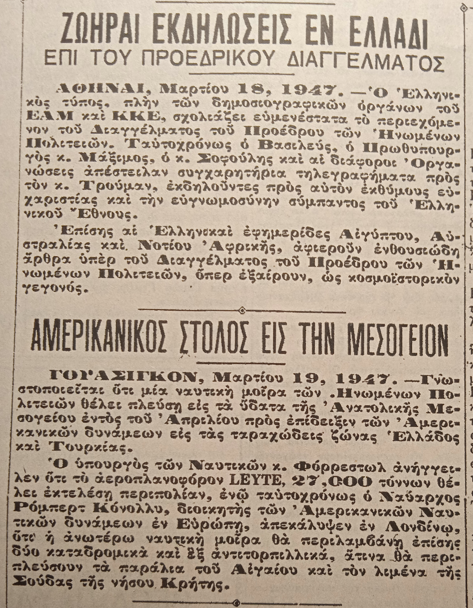 ΖΩΗΡΑΙ ΕΚΔΗΛΩΣΕΙΣ ΕΝ ΕΛΛΑΔΙ
ΕΠΙ ΤΟΥ ΠΡΟΕΔΡΙΚΟΥ ΔΙΑΓΓΕΛΜΑΤΟΣ
ΑΘΗΝΑΙ, Μαρτίου 18, 1947. —Ὁ Ἑλληνι-
κὸς τύπος, πλὴν τῶν δημοσιογραφικῶν ὀργάνων τοῦ
ΕΑΜ καὶ ΚΚΕ, σχολιάζει εὐμενέστατα τὸ περιεχόμε-
νον τοῦ Διαγγέλματος τοῦ Προέδρου τῶν Ἡνωμένων
Πολιτειῶν. Ταὐτοχρόνως ὁ Βασιλεύς, ὁ Πρωθυπουρ-
γὸς κ. Μάξιμος, ὁ κ. Σοφούλης καὶ αἱ διάφοροι Ὀργα-
νώσεις ἀπέστειλαν συγχαρητήρια τηλεγραφήματα πρὸς
τὸν κ. Τρούμαν, ἐκδηλοῦντες πρὸς αὐτὸν ἐκθύμους εὐ-
χαριστίας καὶ τὴν εὐγνωμοσύνην σύμπαντος τοῦ Ἑλλη-
νικοῦ Ἔθνους.
Ἐπίσης αἱ Ἑλληνικαὶ ἐφημερίδες Αἰγύπτου, Αὐ-
στραλίας καὶ Νοτίου Ἀφρικῆς, ἀφιεροῦν ἐνθουσιώδη
ἄρθρα ὑπὲρ τοῦ Διαγγέλματος τοῦ Προέδρου τῶν Ἡ-
νωμένων Πολιτειῶν, ὅπερ ἐξαίρουν, ὡς κοσμοϊστορικὸν
γεγονός.
ΑΜΕΡΙΚΑΝΙΚΟΣ ΣΤΟΛΟΣ ΕΙΣ ΤΗΝ ΜΕΣΟΓΕΙΟΝ
ΓΟΥΑΣΙΓΚΟΝ, Μαρτίου 19, 1947. —Γνω-
στοποιεῖται ὅτι μία ναυτικὴ μοῖρα τῶν Ἡνωμένων Πο-
λιτειῶν θέλει πλεύσῃ εἰς τὰ ὕδατα τῆς Ἀνατολικῆς Με-
σογείου ἐντὸς τοῦ Ἀπριλίου πρὸς ἐπίδειξιν τῶν Ἀμερι-
κανικῶν δυνάμεων εἰς τὰς ταραχώδεις ζώνας Ἑλλάδος
καὶ Τουρκίας.
Ὁ ὑπουργὸς τῶν Ναυτικῶν κ. Φόρρεστωλ ἀνήγγει-
λεν ὅτι τὸ ἀεροπλανοφόρον LEYTE, 27,000 τόννων θέ-
λει ἐκτελέσῃ περιπολίαν, ἐνῷ ταὐτοχρόνως ὁ Ναύαρχος
Ρόμπερτ Κόνολλυ, διοικητὴς τῶν Ἀμερικανικῶν Ναυ-
τικῶν δυνάμεων ἐν Εὐρώπῃ, ἀπεκάλυψεν ἐν Λονδίνῳ,
ὅτι ἡ ἀνωτέρω ναυτικὴ μοῖρα θὰ περιλαμβάνῃ ἐπίσης
δύο καταδρομικὰ καὶ ἓξ ἀντιτορπιλλικά, ἅτινα θὰ περι-
πλεύσουν τὰ παράλια τοῦ Αἰγαίου καὶ τὸν λιμένα τῆς
Σούδας τῆς νήσου Κρήτης.